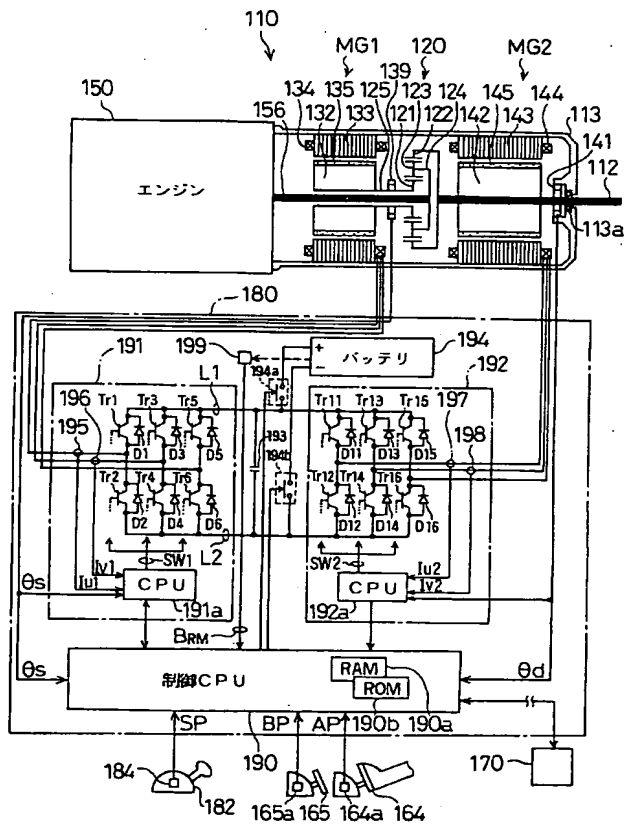 110
MG1 120 MG2
139
150
134 135 125 123 124 145 144 113
156 132 133 121 122 142 143 141
112
エンジン
113a
180
194
191 199 バッテリ 192
+
−
194a
196 Tr1 Tr3 Tr5 L1 Tr11 Tr13 Tr15 197
195 198
D1 D3 D5 193 D11 D13 D15
194b
Tr2 Tr4 Tr6 Tr12 Tr14 Tr16
D2 D4 D6 D12 D14 D16
L2
SW1 SW2
Iv1 Iu2
Iu1 CPU CPU Iv2
θs 191a 192a
BRM
θs 制御CPU RAM θd
ROM
SP BP AP 190b 190a
190
184 170
182 165a 165 164a 164